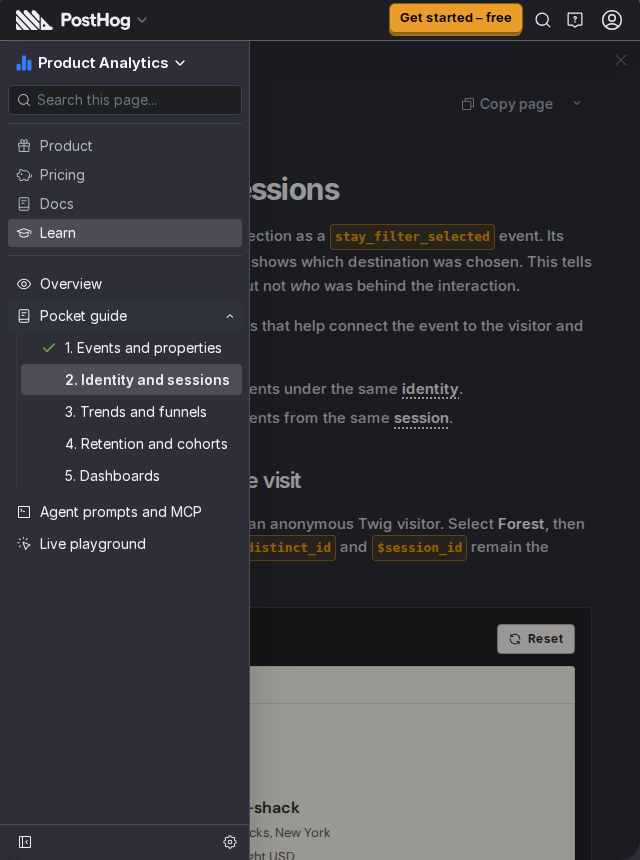 PostHog
Get started – free
Product Analytics
Search this page...
Copy page
Product
Pricing
Docs
Learn
Overview
Pocket guide
1. Events and properties
2. Identity and sessions
3. Trends and funnels
4. Retention and cohorts
5. Dashboards
Agent prompts and MCP
Live playground
essions
ection as a stay_filter_selected event. Its
shows which destination was chosen. This tells
ut not who was behind the interaction.
s that help connect the event to the visitor and
ents under the same identity.
ents from the same session.
e visit
an anonymous Twig visitor. Select Forest, then
distinct_id and $session_id remain the
Reset
-shack
cks, New York
ght USD